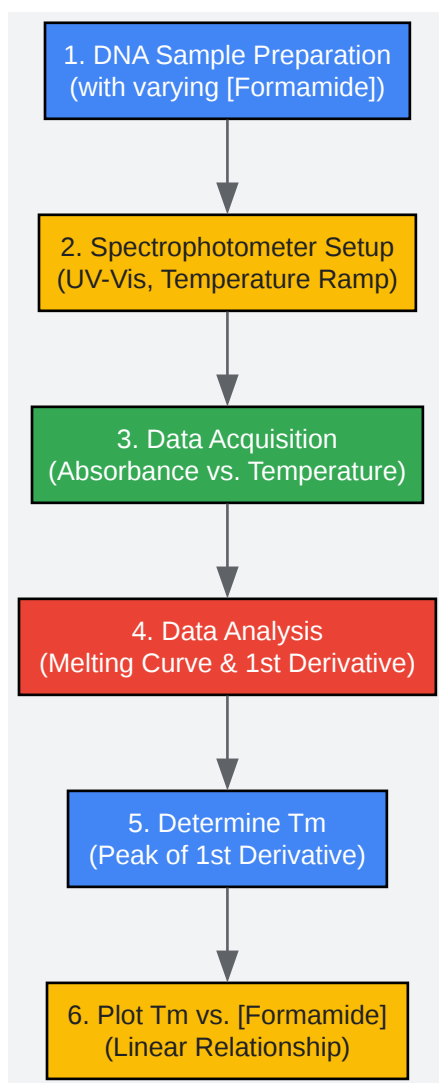 1. DNA Sample Preparation
(with varying [Formamide])
2. Spectrophotometer Setup
(UV-Vis, Temperature Ramp)
3. Data Acquisition
(Absorbance vs. Temperature)
4. Data Analysis
(Melting Curve & 1st Derivative)
5. Determine Tm
(Peak of 1st Derivative)
6. Plot Tm vs. [Formamide]
(Linear Relationship)